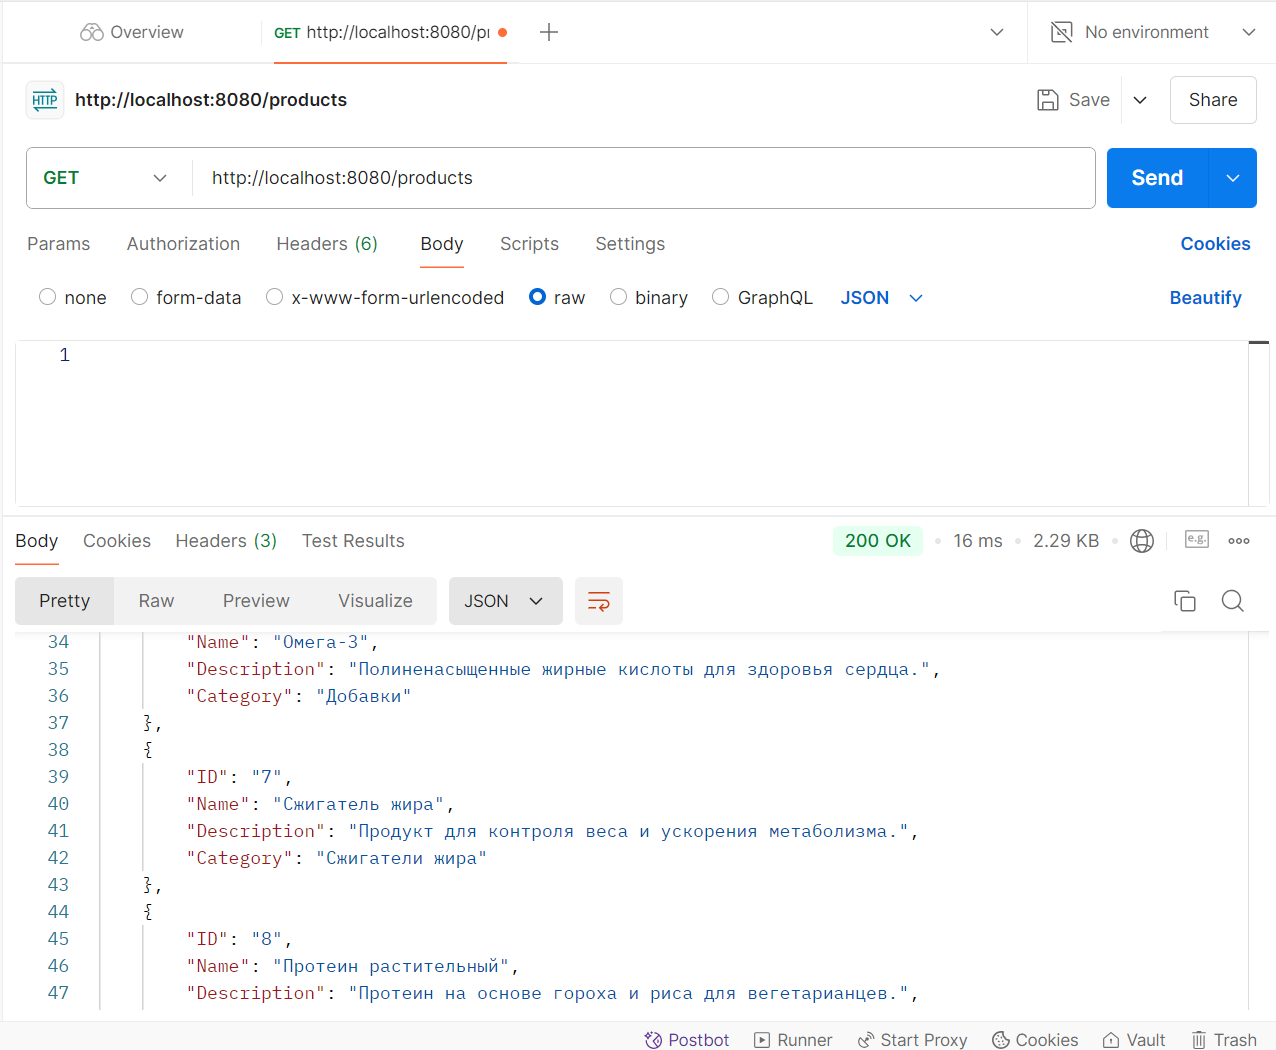 Overview
GET http://localhost:8080/pr
No environment
HTTP http://localhost:8080/products
Save
Share
GET http://localhost:8080/products
Send
Params Authorization Headers (6) Body Scripts Settings Cookies
none form-data x-www-form-urlencoded raw binary GraphQL JSON Beautify
1
Body Cookies Headers (3) Test Results 200 OK 16 ms 2.29 KB e.g.
Pretty Raw Preview Visualize JSON
34 "Name": "Омега-3",
35 "Description": "Полиненасыщенные жирные кислоты для здоровья сердца.",
36 "Category": "Добавки"
37 },
38 {
39 "ID": "7",
40 "Name": "Сжигатель жира",
41 "Description": "Продукт для контроля веса и ускорения метаболизма.",
42 "Category": "Сжигатели жира"
43 },
44 {
45 "ID": "8",
46 "Name": "Протеин растительный",
47 "Description": "Протеин на основе гороха и риса для вегетарианцев.",
Postbot Runner Start Proxy Cookies Vault Trash